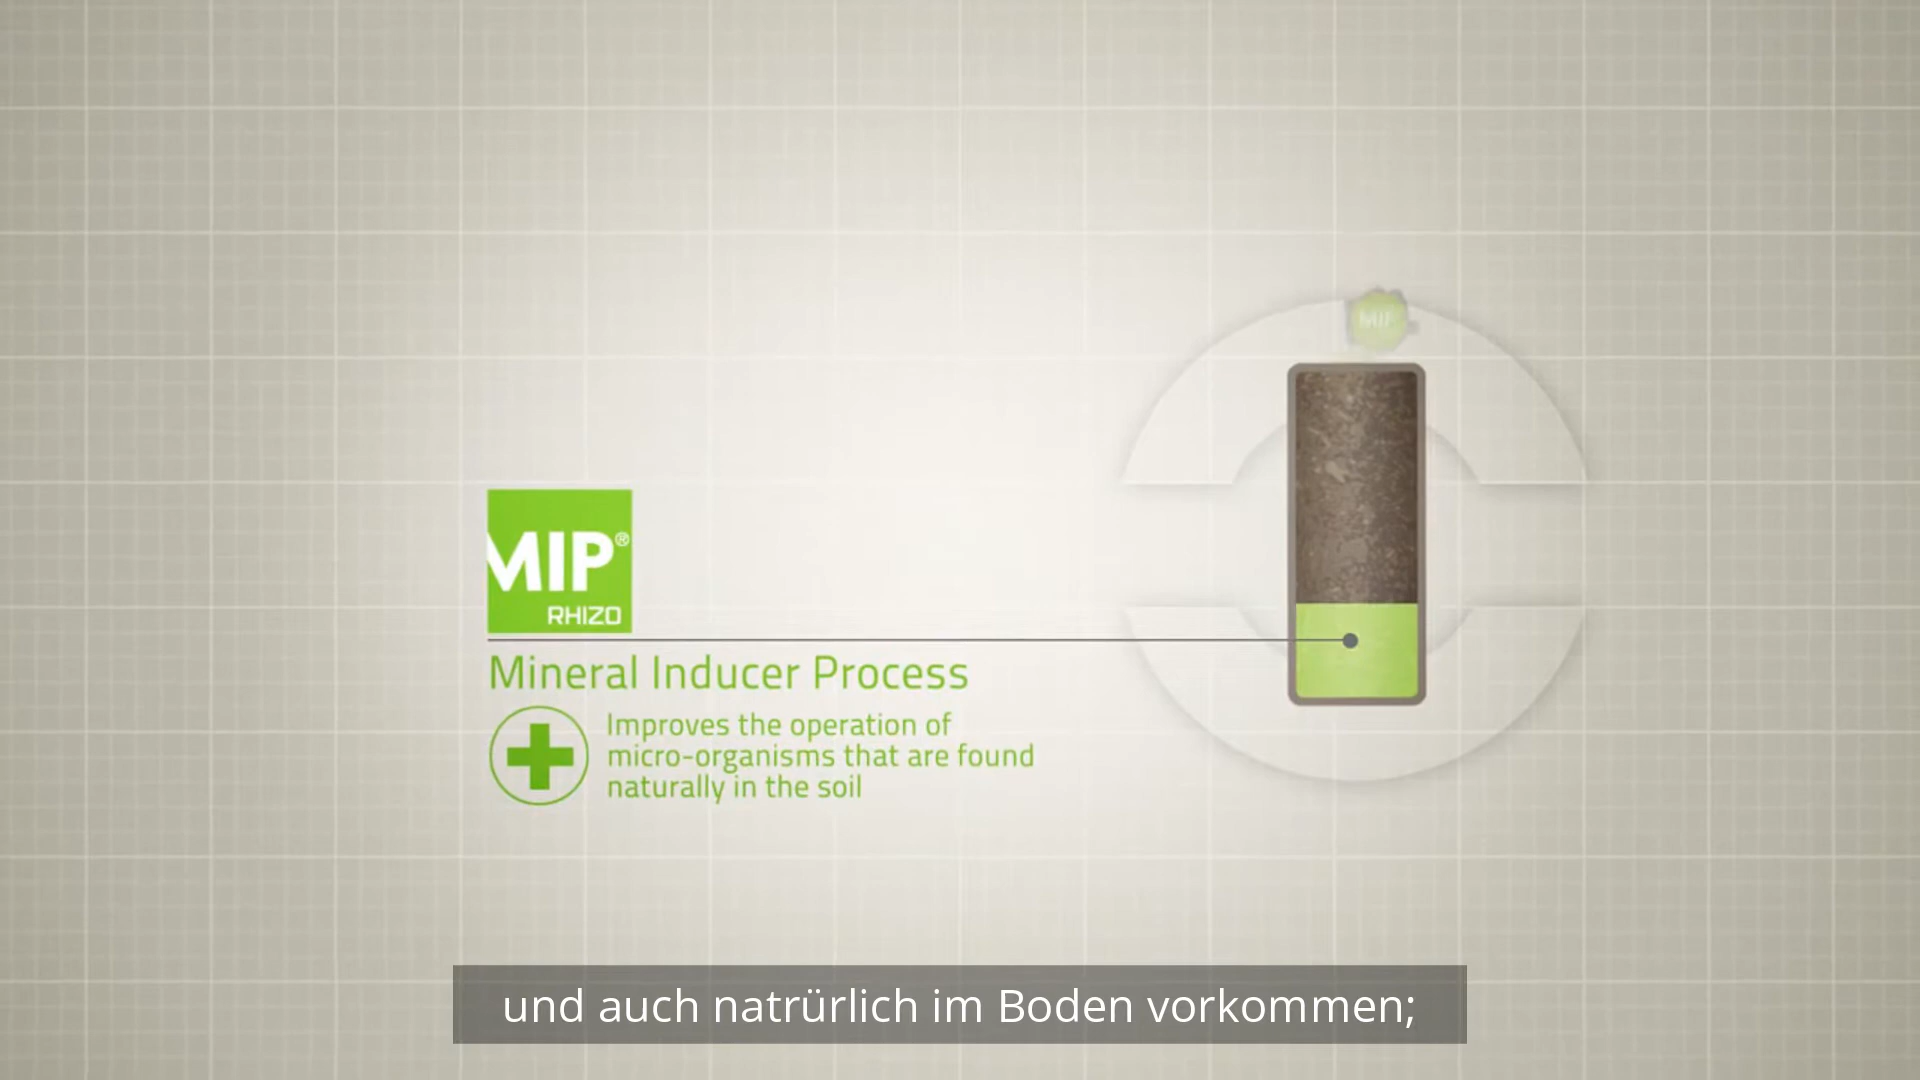 MIP
MIP®
RHIZO
Mineral Inducer Process
Improves the operation of
micro-organisms that are found
naturally in the soil
und auch natrürlich im Boden vorkommen;